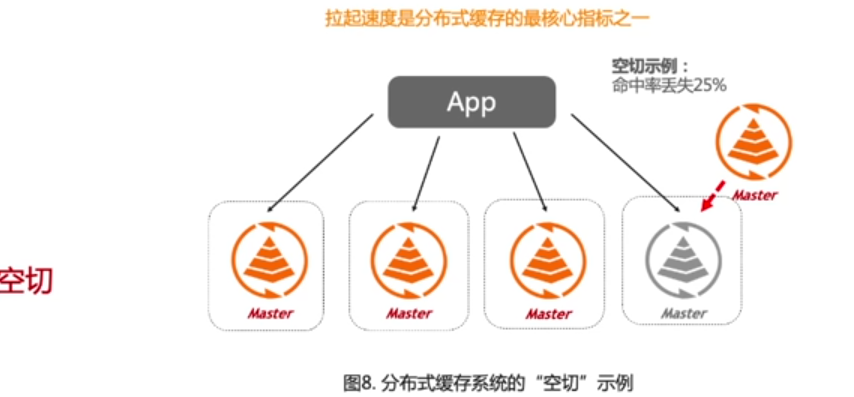 拉起速度是分布式缓存的最核心指标之一
空切示例：
命中率丢失25%
App
Master
空切
Master
Master
Master
Master
图8. 分布式缓存系统的“空切”示例